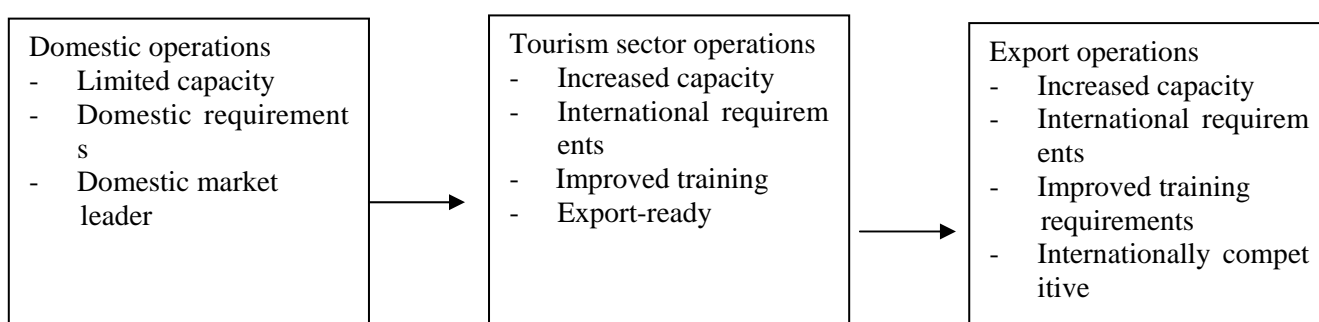 Domestic operations
- Limited capacity
- Domestic requirement
s
- Domestic market
leader
Tourism sector operations
- Increased capacity
- International requirem
ents
- Improved training
- Export-ready
Export operations
- Increased capacity
- International requirem
ents
- Improved training
requirements
- Internationally compet
itive